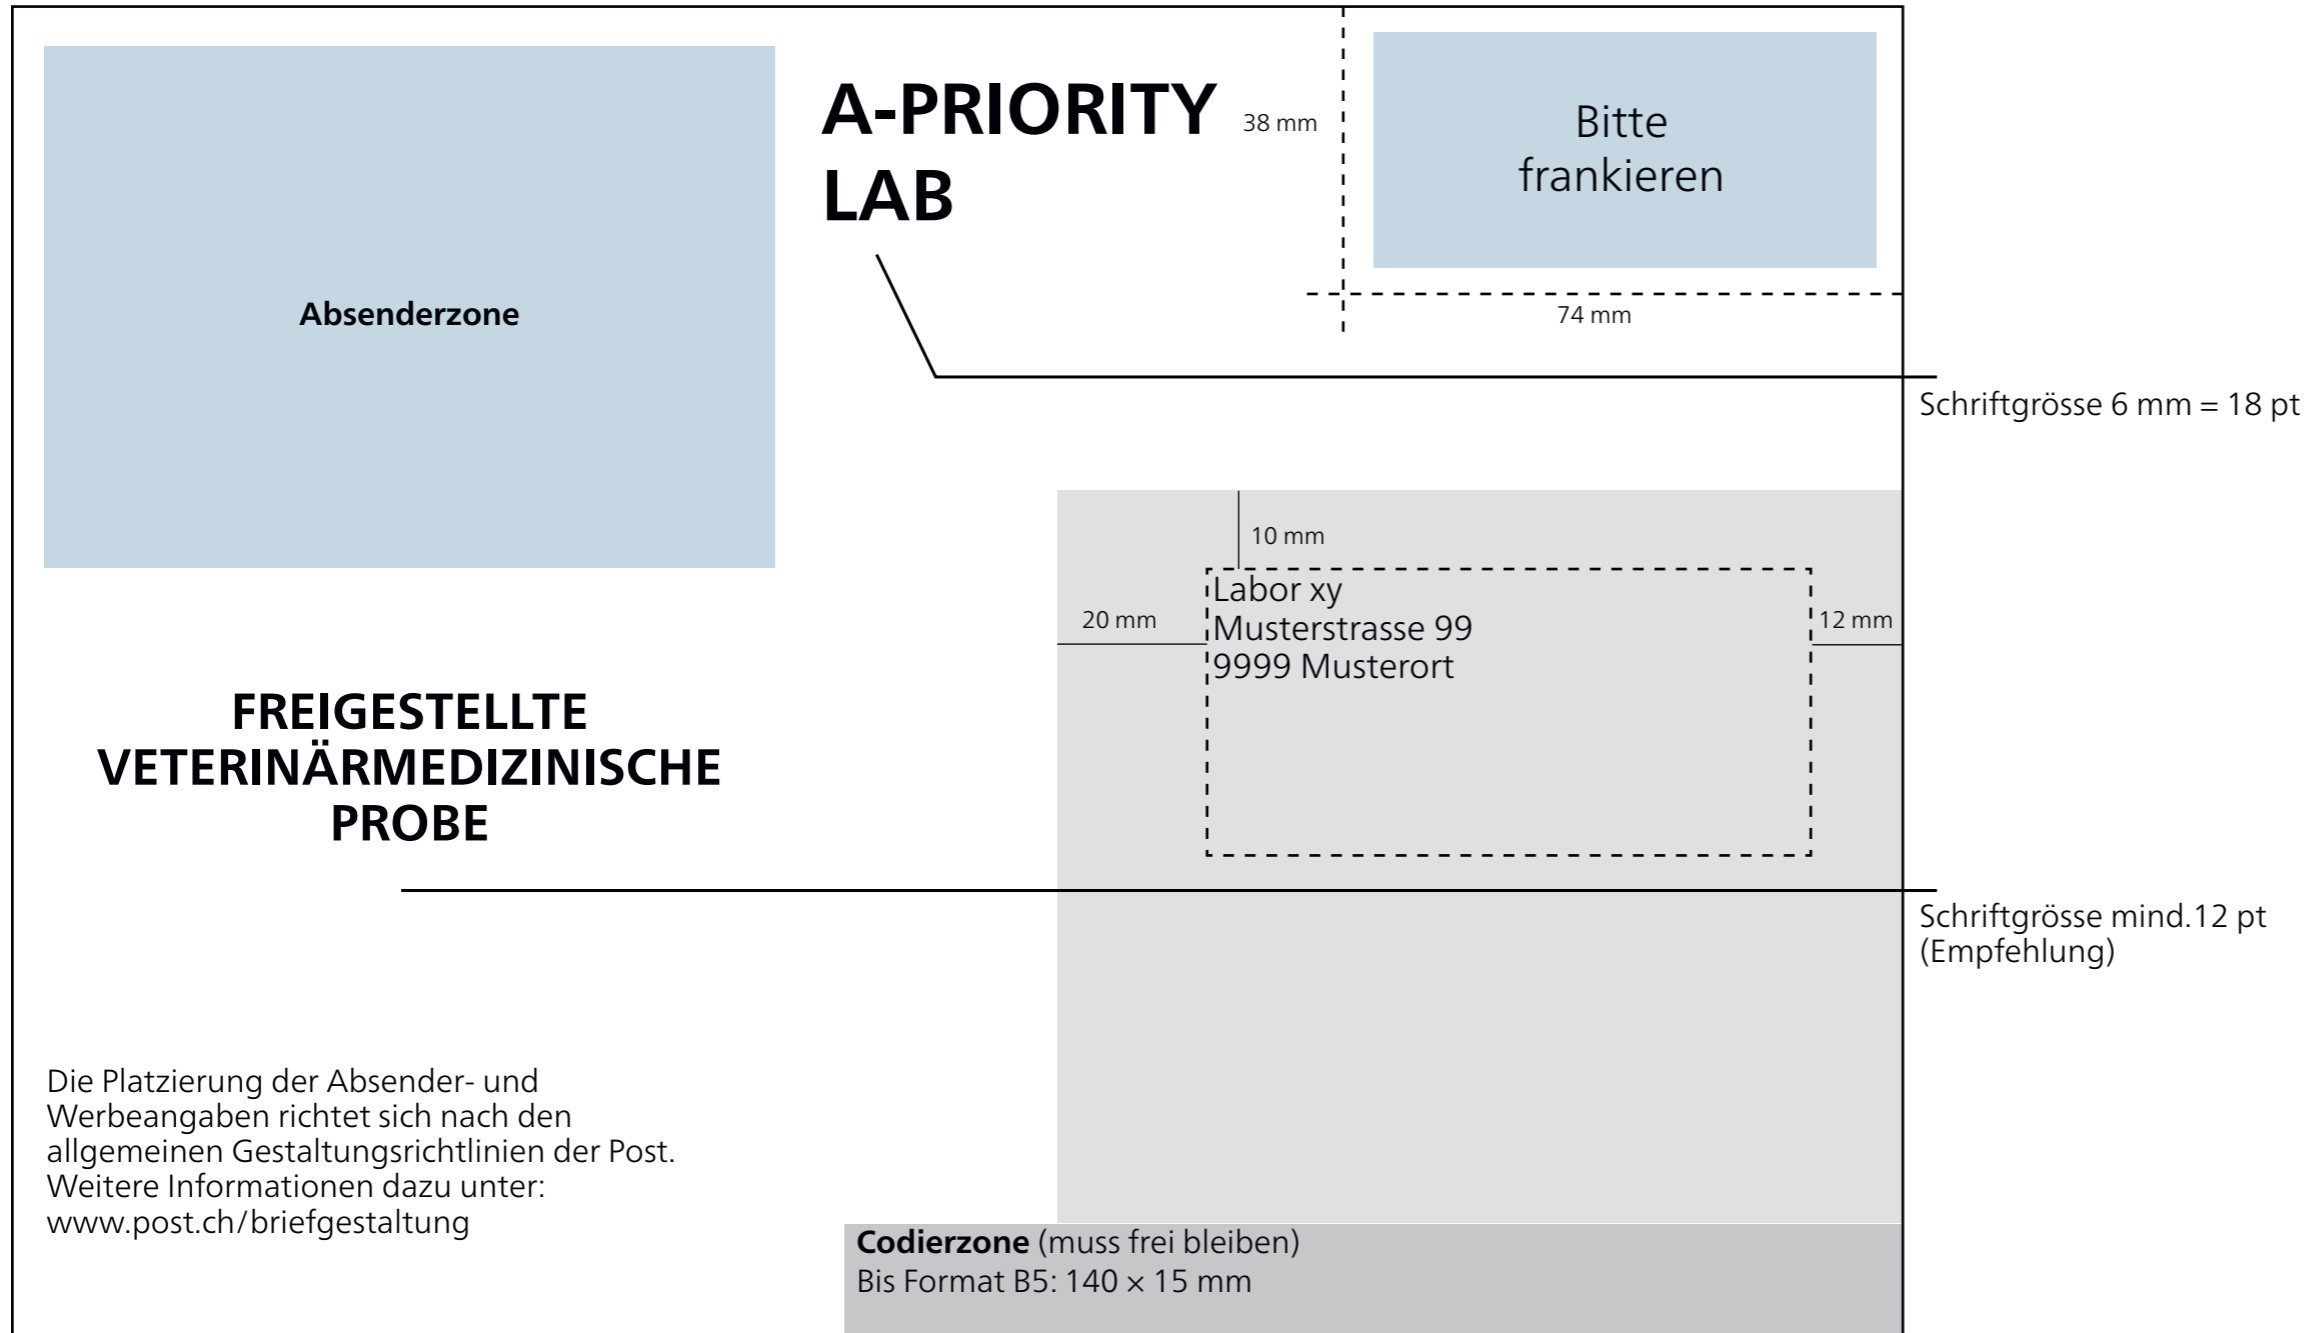 A-PRIORITY
LAB
38 mm
Bitte
frankieren
74 mm
Absenderzone
Schriftgrösse 6 mm = 18 pt
10 mm
Labor xy
Musterstrasse 99
9999 Musterort
20 mm
12 mm
FREIGESTELLTE
VETERINÄRMEDIZINISCHE
PROBE
Schriftgrösse mind.12 pt
(Empfehlung)
Die Platzierung der Absender- und
Werbeangaben richtet sich nach den
allgemeinen Gestaltungsrichtlinien der Post.
Weitere Informationen dazu unter:
www.post.ch/briefgestaltung
Codierzone (muss frei bleiben)
Bis Format B5: 140 × 15 mm